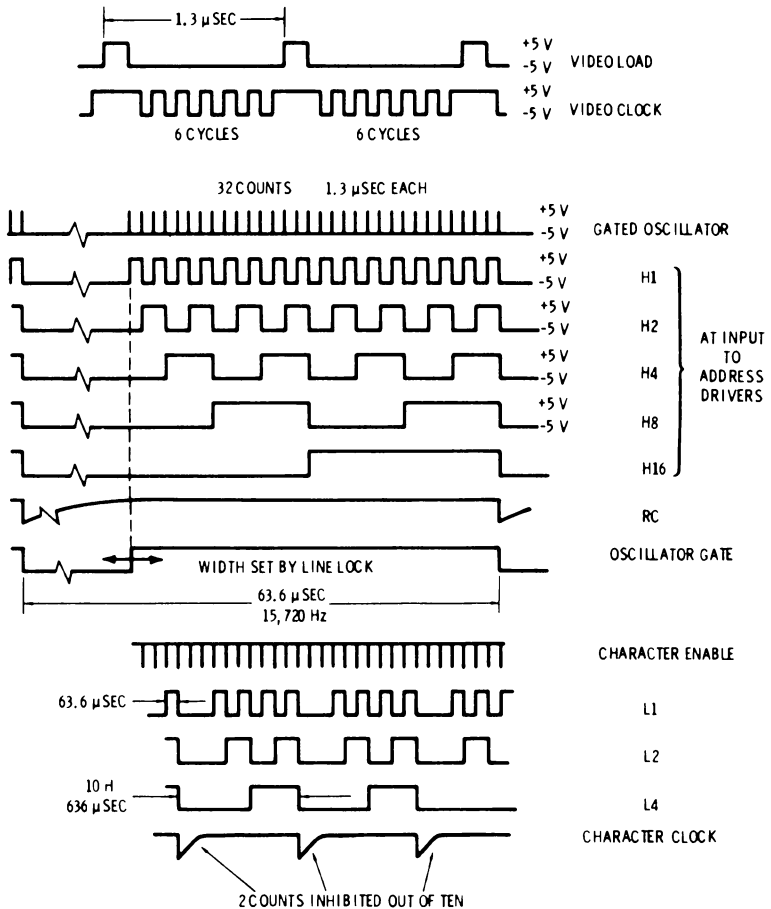 1.3 µSEC
+5 V
-5 V
VIDEO LOAD
+5 V
-5 V
VIDEO CLOCK
6 CYCLES
6 CYCLES
32 COUNTS 1.3 µSEC EACH
+5 V
-5 V
GATED OSCILLATOR
+5 V
-5 V
H1
+5 V
-5 V
H2
+5 V
-5 V
H4
+5 V
-5 V
H8
H16
AT INPUT
TO
ADDRESS
DRIVERS
RC
OSCILLATOR GATE
WIDTH SET BY LINE LOCK
63.6 µSEC
15,720 Hz
CHARACTER ENABLE
63.6 µSEC
L1
L2
10 H
636 µSEC
L4
CHARACTER CLOCK
2 COUNTS INHIBITED OUT OF TEN